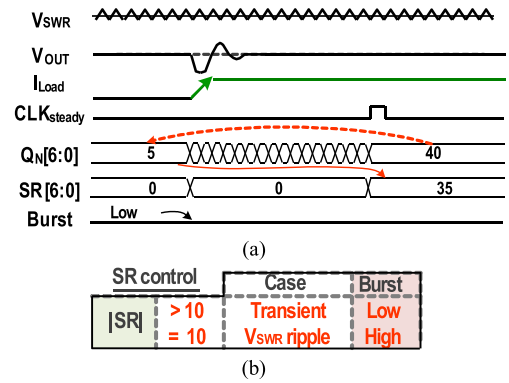 VSWR
VOUT
ILoad
CLKsteady
QN[6:0] 5 40
SR[6:0] 0 0 35
Burst Low
(a)
SR control Case Burst
|SR| > 10 Transient Low
= 10 VSWR ripple High
(b)